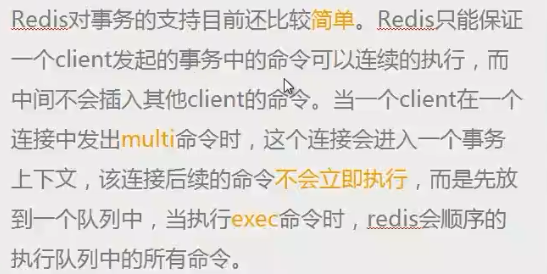 Redis对事务的支持目前还比较简单。Redis只能保证
一个client发起的事务中的命令可以连续的执行，而
中间不会插入其他client的命令。当一个client在一个
连接中发出multi命令时，这个连接会进入一个事务
上下文，该连接后续的命令不会立即执行，而是先放
到一个队列中，当执行exec命令时，redis会顺序的
执行队列中的所有命令。